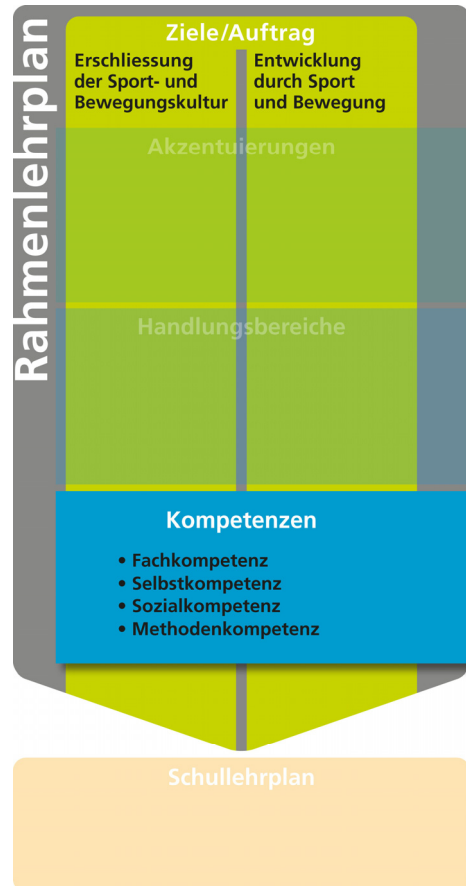 Rahmenlehrplan
Ziele/Auftrag
Erschliessung
der Sport- und
Bewegungskultur
Entwicklung
durch Sport
und Bewegung
Akzentuierungen
Handlungsbereiche
Kompetenzen
• Fachkompetenz
• Selbstkompetenz
• Sozialkompetenz
• Methodenkompetenz
Schullehrplan